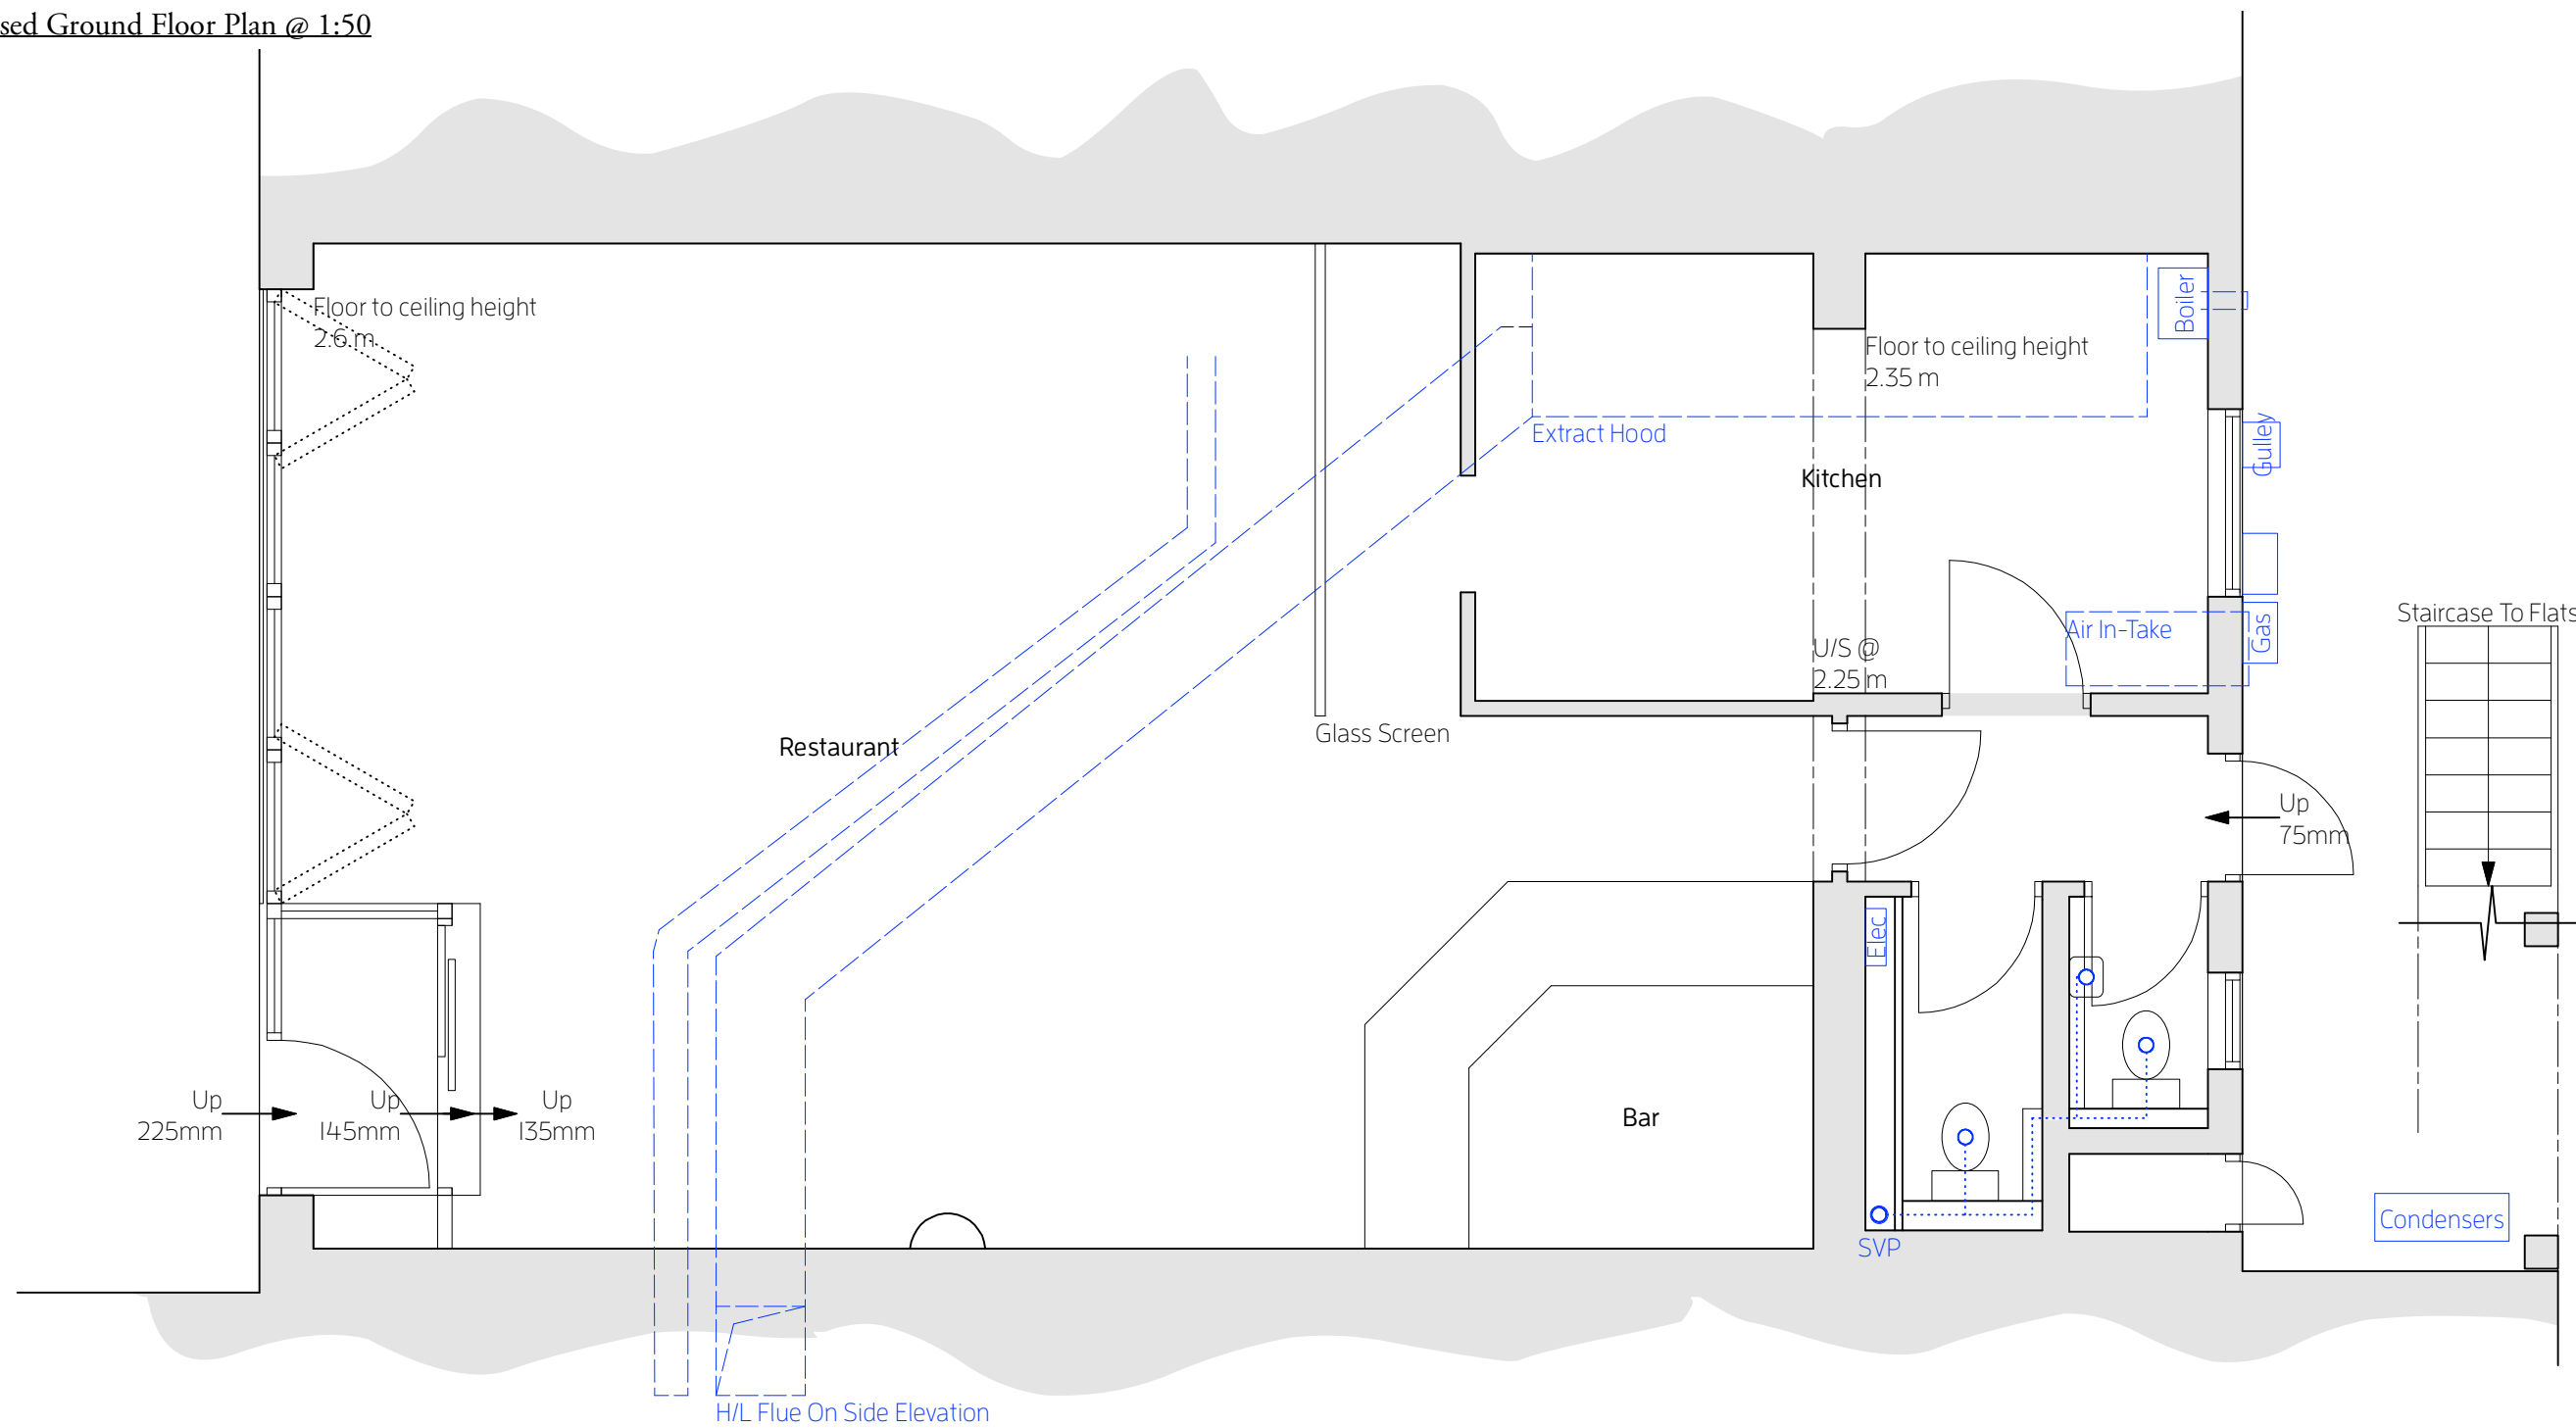 sed Ground Floor Plan @ 1:50
Floor to ceiling height
2.6 m
Boiler
Floor to ceiling height
2.35 m
Extract Hood
Gulley
Kitchen
Staircase To Flats
Air In-Take
Gas
U/S @
2.25 m
Glass Screen
Restaurant
Up
75mm
Elec
Up
225mm
Up
145mm
Up
135mm
Bar
Condensers
SVP
H/L Flue On Side Elevation